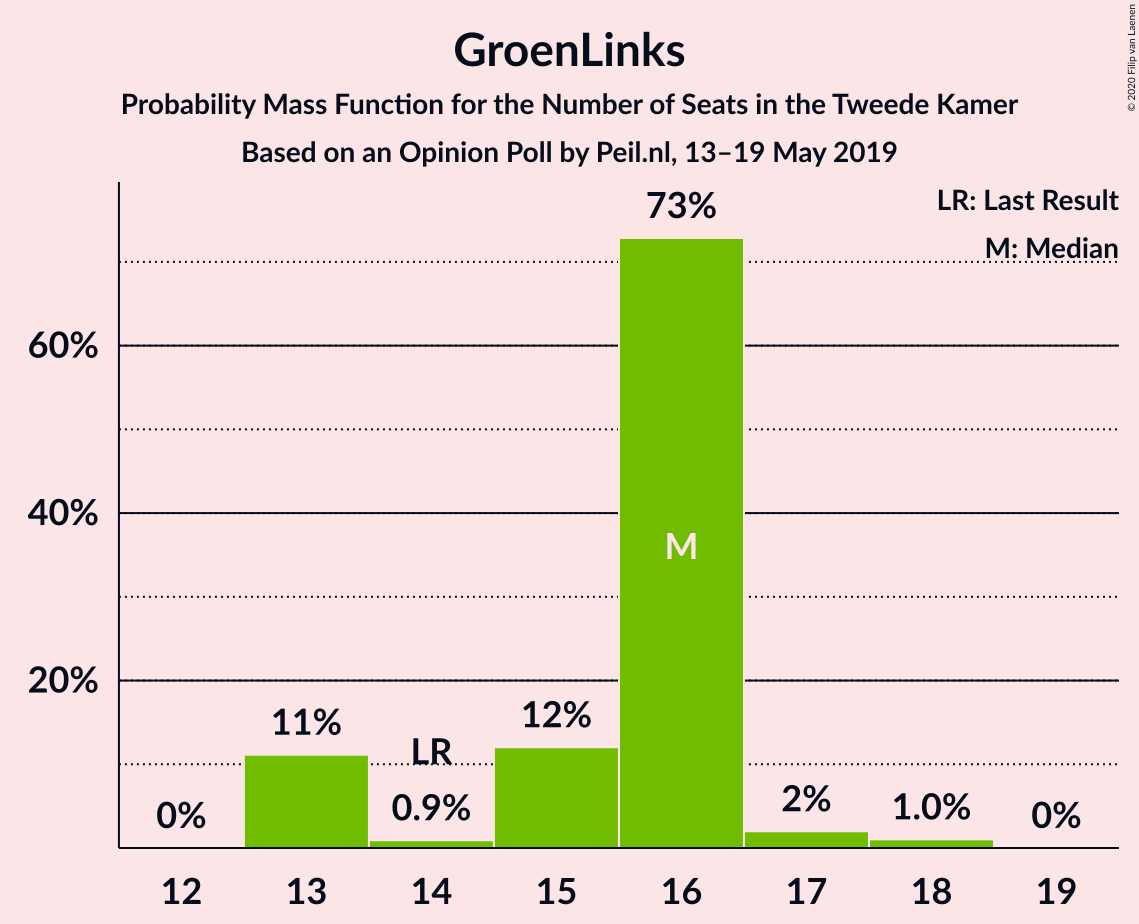 GroenLinks
Probability Mass Function for the Number of Seats in the Tweede Kamer
Based on an Opinion Poll by Peil.nl, 13–19 May 2019
© 2020 Filip van Laenen
LR: Last Result
M: Median
60%
40%
20%
0%
11%
LR
0.9%
12%
73%
M
2%
1.0%
0%
12
13
14
15
16
17
18
19